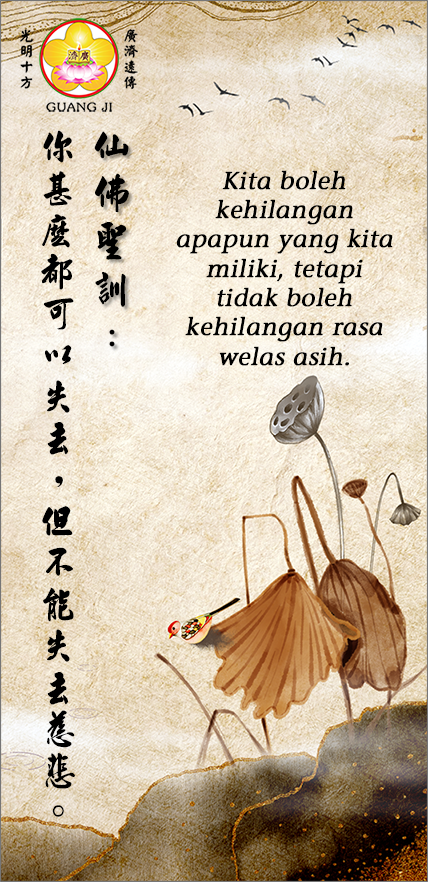 光明十方
廣濟遠傳
廣濟
GUANG JI
仙佛聖訓：
你甚麼都可以失去，但不能失去慈悲。
Kita boleh
kehilangan
apapun yang kita
miliki, tetapi
tidak boleh
kehilangan rasa
welas asih.